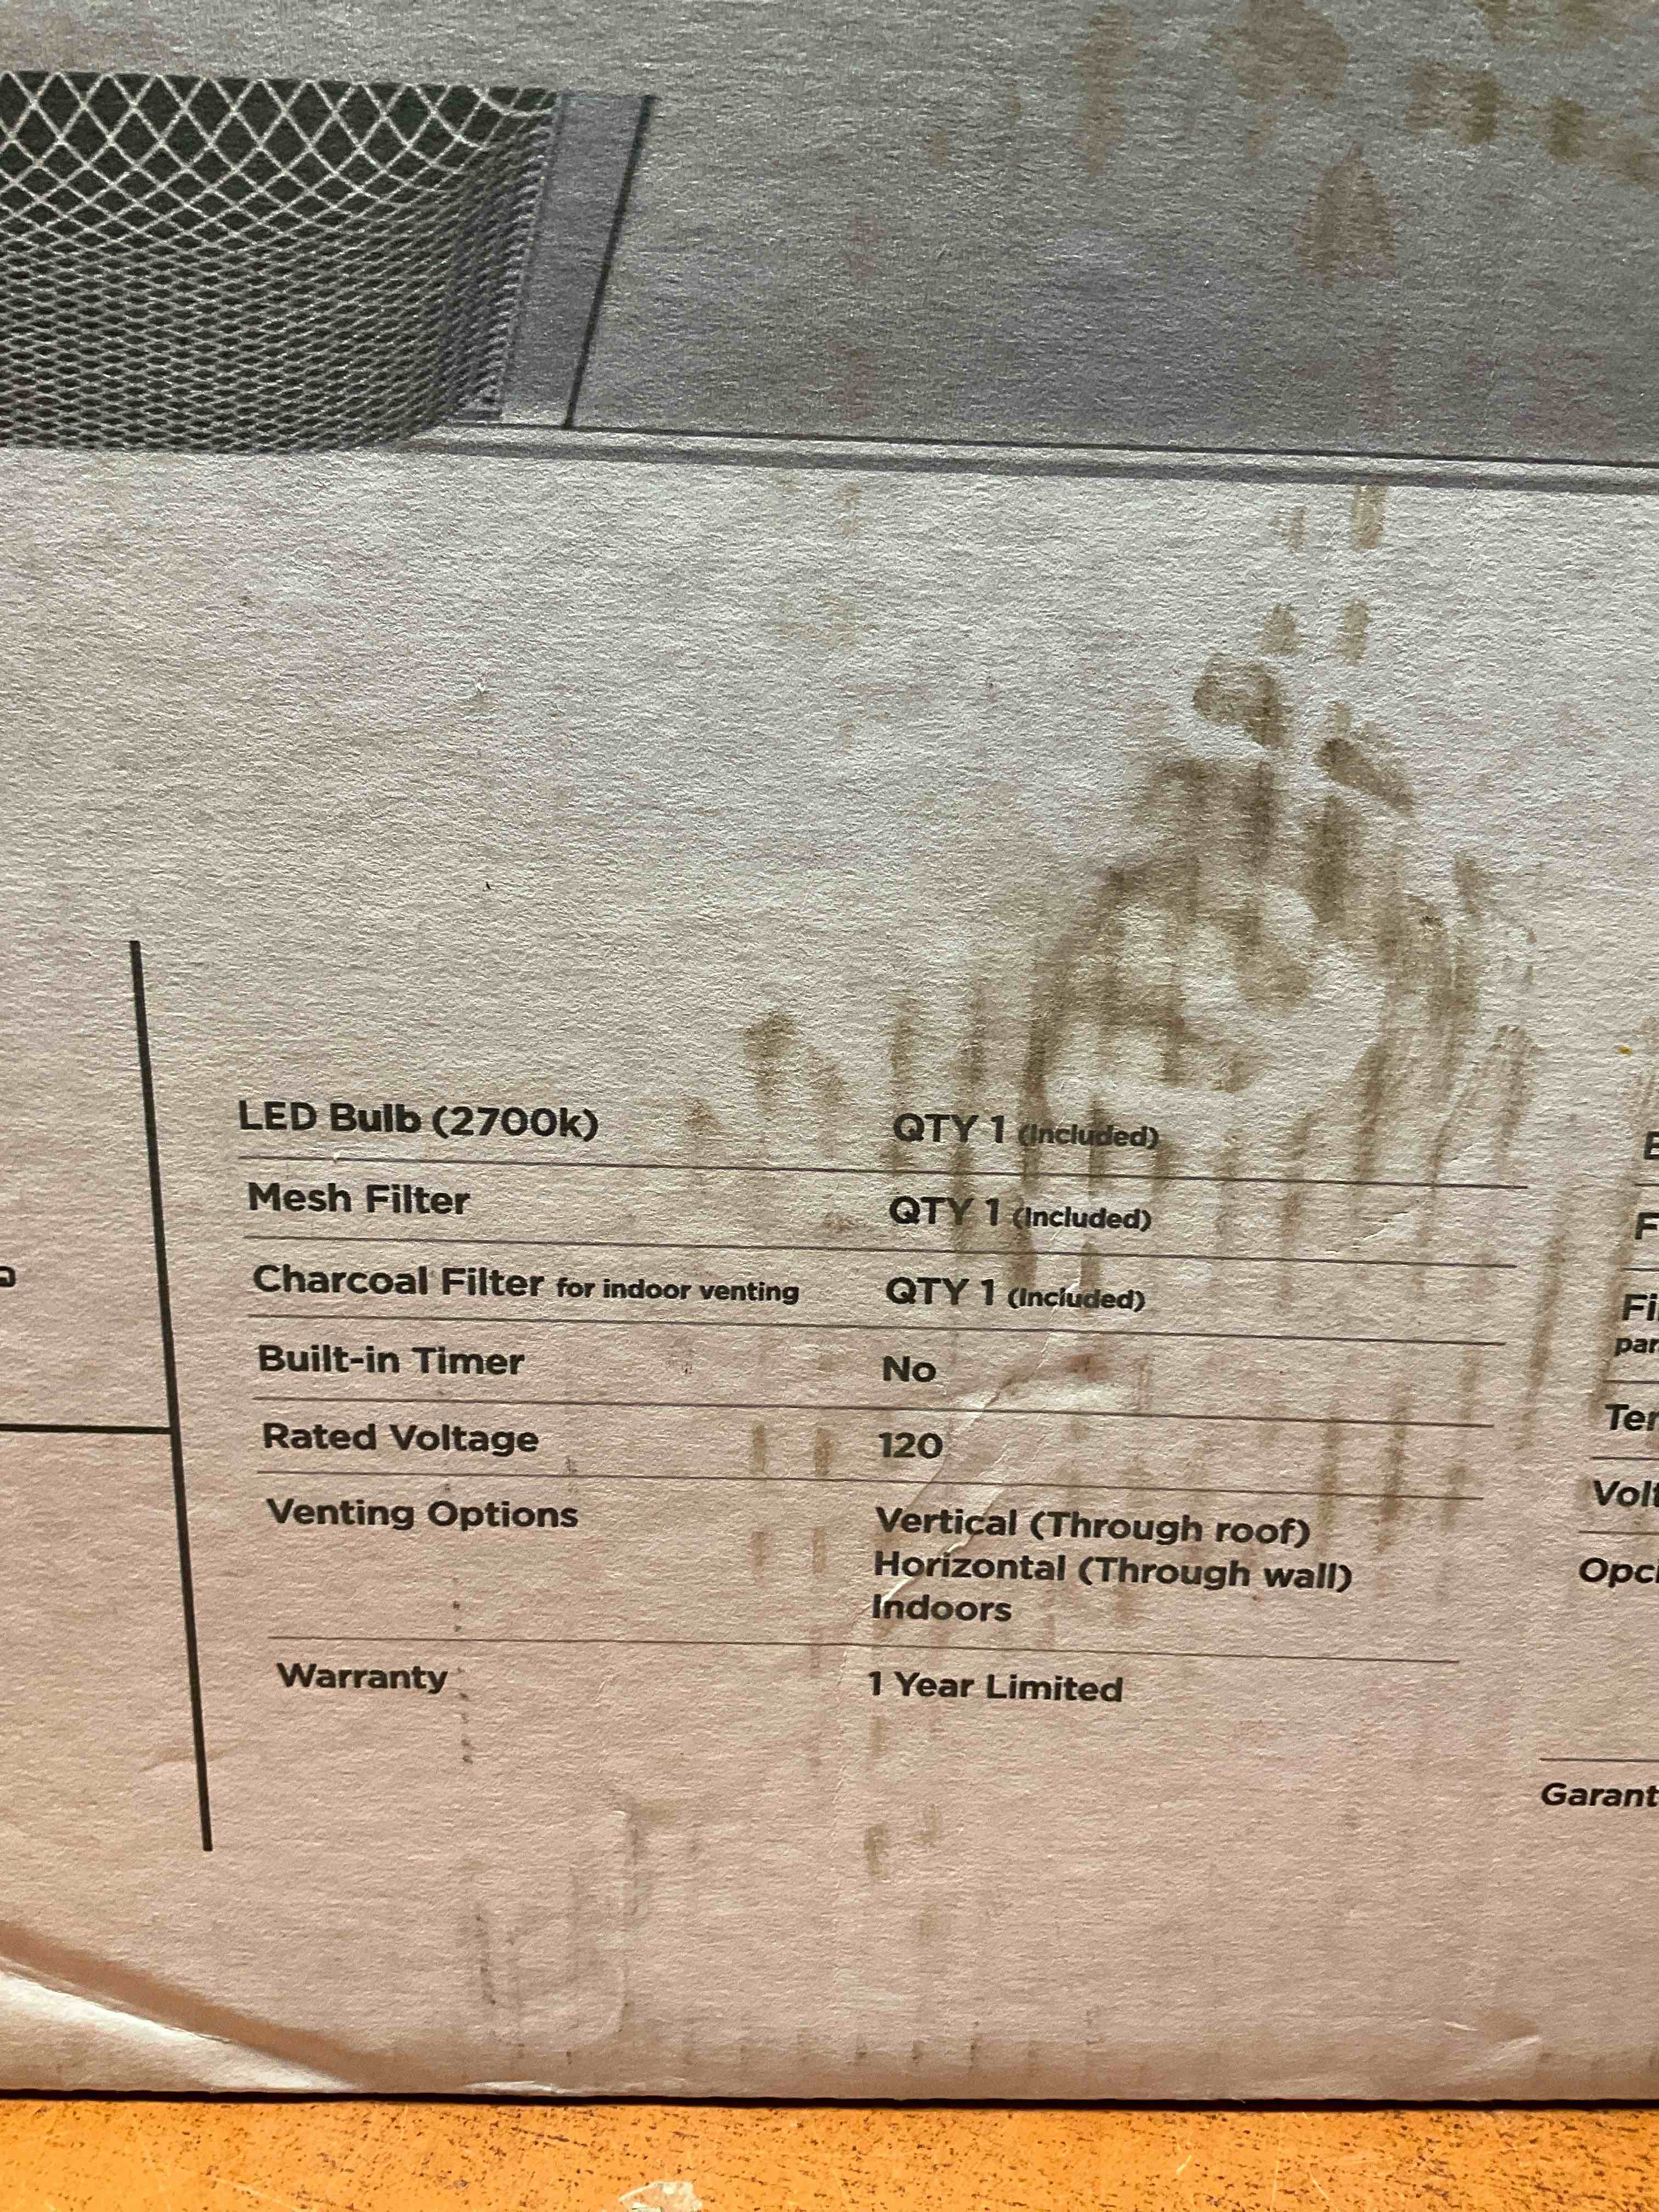 LED Bulb (2700k) QTY 1 (Included)
Mesh Filter QTY 1 (Included)
Charcoal Filter for indoor venting QTY 1 (Included)
Built-in Timer No
Rated Voltage 120
Venting Options Vertical (Through roof)
Horizontal (Through wall)
Indoors
Warranty 1 Year Limited